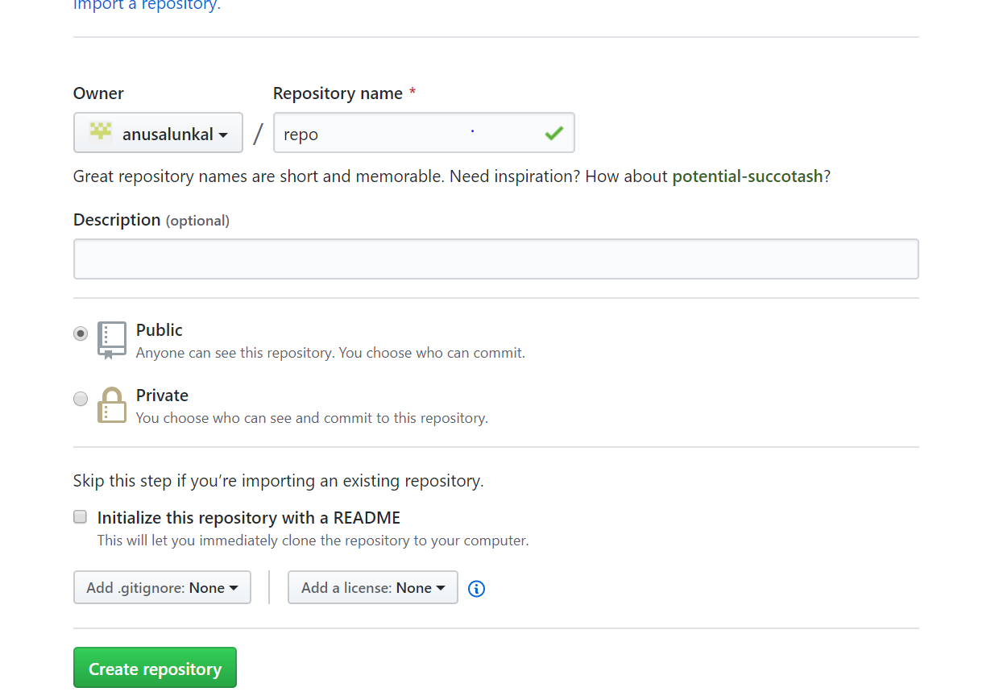 Import a repository.
Owner
Repository name *
anusalunkal / repo
Great repository names are short and memorable. Need inspiration? How about potential-succotash?
Description (optional)
Public
Anyone can see this repository. You choose who can commit.
Private
You choose who can see and commit to this repository.
Skip this step if you’re importing an existing repository.
Initialize this repository with a README
This will let you immediately clone the repository to your computer.
Add .gitignore: None
Add a license: None
Create repository